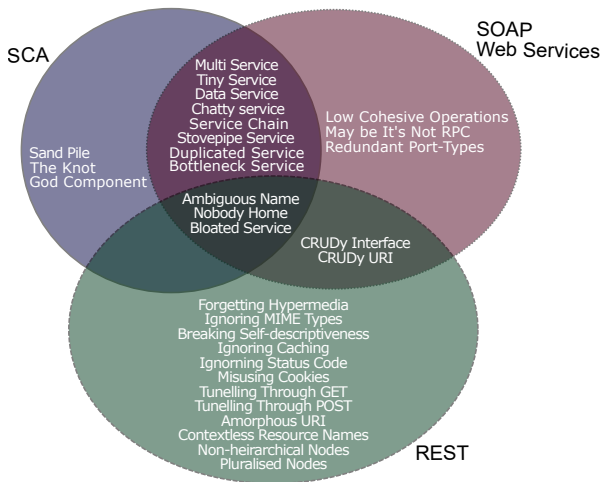 SCA
SOAP
Web Services
Multi Service
Tiny Service
Data Service
Chatty service
Service Chain
Stovepipe Service
Duplicated Service
Bottleneck Service
Low Cohesive Operations
May be It's Not RPC
Redundant Port-Types
Sand Pile
The Knot
God Component
Ambiguous Name
Nobody Home
Bloated Service
CRUDy Interface
CRUDy URI
Forgetting Hypermedia
Ignoring MIME Types
Breaking Self-descriptiveness
Ignoring Caching
Ignorning Status Code
Misusing Cookies
Tunelling Through GET
Tunelling Through POST
Amorphous URI
Contextless Resource Names
Non-heirarchical Nodes
Pluralised Nodes
REST